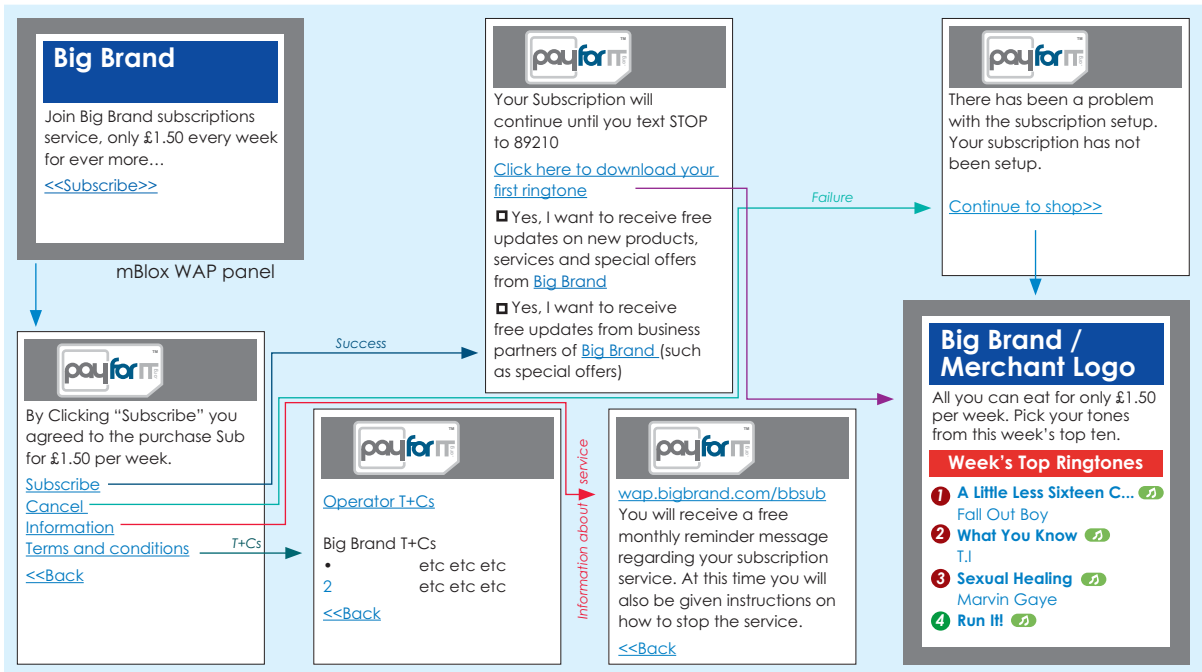 Big Brand
Join Big Brand subscriptions
service, only £1.50 every week
for ever more…
<<Subscribe>>
mBlox WAP panel
payforIT
™
By Clicking “Subscribe” you
agreed to the purchase Sub
for £1.50 per week.
Subscribe
Cancel
Information
Terms and conditions
<<Back
Success
T+Cs
payforIT
™
Your Subscription will
continue until you text STOP
to 89210
Click here to download your
first ringtone
Yes, I want to receive free
updates on new products,
services and special offers
from Big Brand
Yes, I want to receive
free updates from business
partners of Big Brand (such
as special offers)
payforIT
™
Operator T+Cs
Big Brand T+Cs
• etc etc etc
2 etc etc etc
<<Back
Information about service
payforIT
™
wap.bigbrand.com/bbsub
You will receive a free
monthly reminder message
regarding your subscription
service. At this time you will
also be given instructions on
how to stop the service.
<<Back
Failure
payforIT
™
There has been a problem
with the subscription setup.
Your subscription has not
been setup.
Continue to shop>>
Big Brand /
Merchant Logo
All you can eat for only £1.50
per week. Pick your tones
from this week’s top ten.
Week’s Top Ringtones
1 A Little Less Sixteen C...
Fall Out Boy
2 What You Know
T.I
3 Sexual Healing
Marvin Gaye
4 Run It!